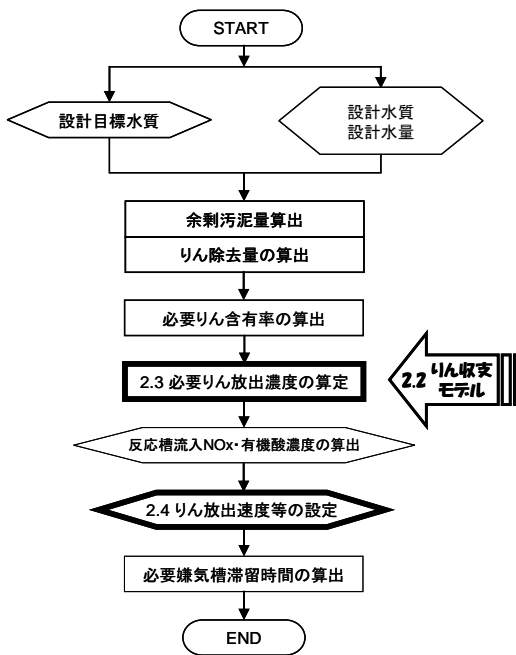 START
設計目標水質
設計水質
設計水量
余剰汚泥量算出
りん除去量の算出
必要りん含有率の算出
2.3 必要りん放出濃度の算定
2.2 りん収支
モデル
反応槽流入NOx・有機酸濃度の算出
2.4 りん放出速度等の設定
必要嫌気槽滞留時間の算出
END